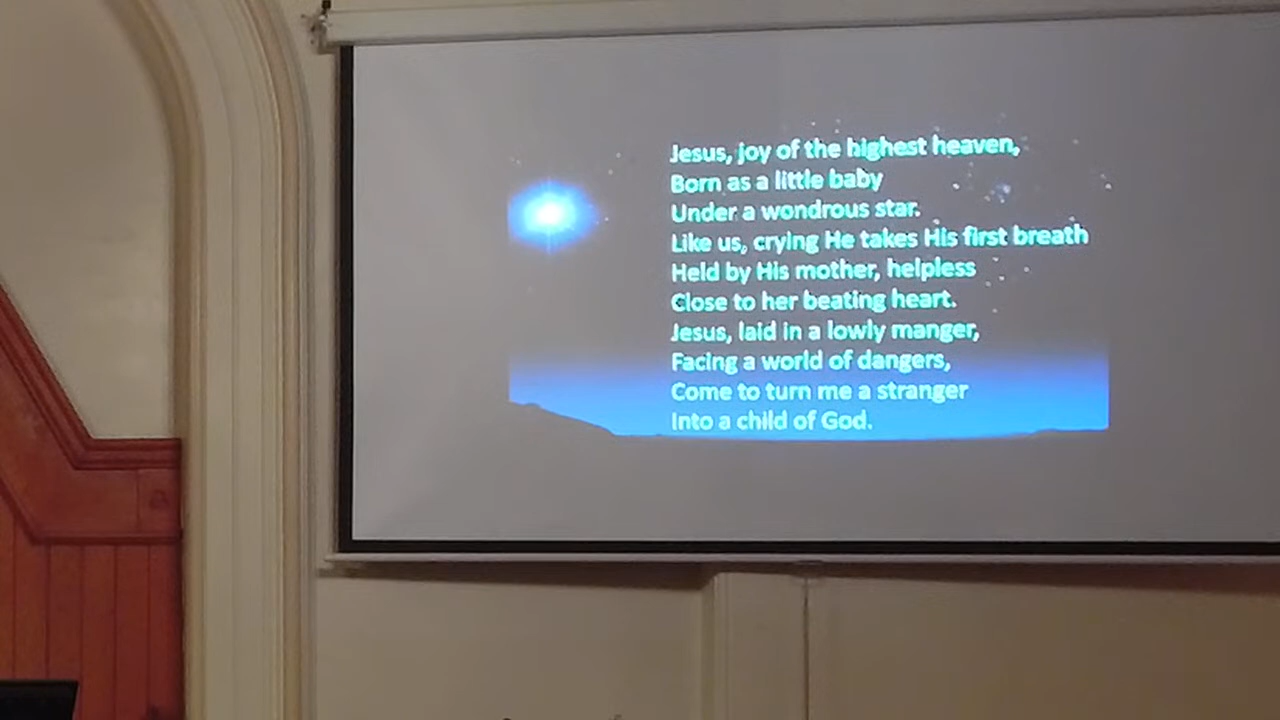 Jesus, joy of the highest heaven,
Born as a little baby
Under a wondrous star.
Like us, crying He takes His first breath
Held by His mother, helpless
Close to her beating heart.
Jesus, laid in a lowly manger,
Facing a world of dangers,
Come to turn me a stranger
Into a child of God.